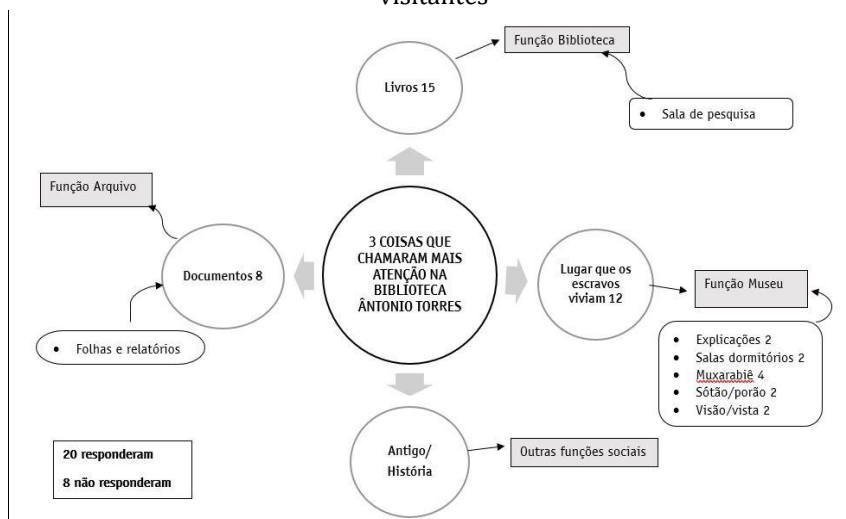 visitantes
Função Biblioteca
Livros 15
• Sala de pesquisa
Função Arquivo
3 COISAS QUE
CHAMARAM MAIS
ATENÇÃO NA
BIBLIOTECA
ÂNTONIO TORRES
Documentos 8
Lugar que os
escravos
viviam 12
Função Museu
• Folhas e relatórios
• Explicações 2
• Salas dormitórios 2
• Muxarabiê 4
• Sótão/porão 2
• Visão/vista 2
Antigo/
História
Outras funções sociais
20 responderam
8 não responderam